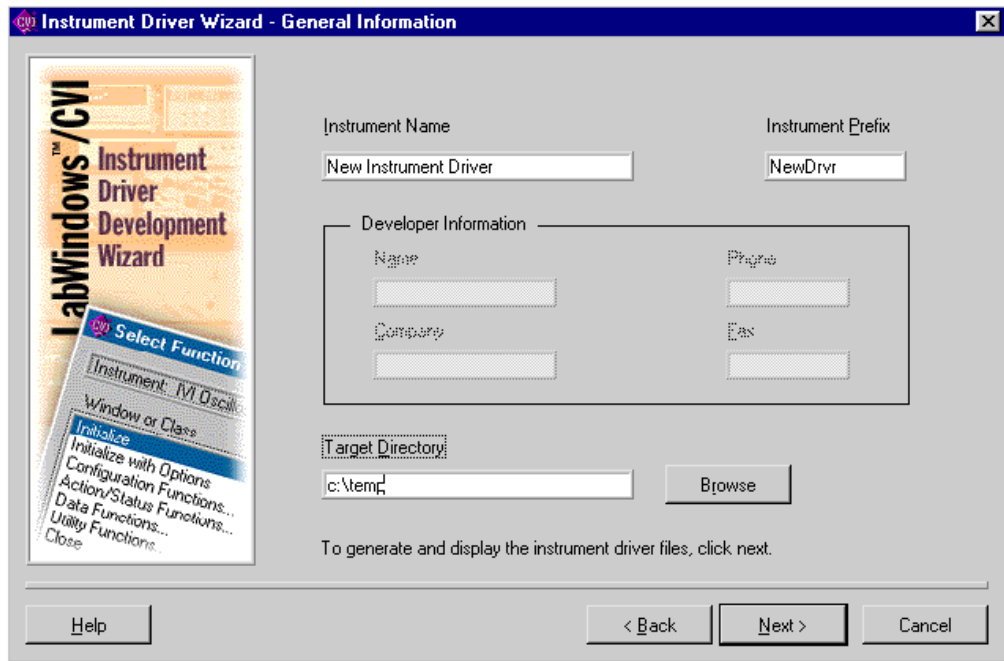 Instrument Driver Wizard - General Information
LabWindows™/CVI
Instrument
Driver
Development
Wizard
CVI
Select Function
Instrument: IVI Oscillo
Window or Class
Initialize
Initialize with Options
Configuration Functions...
Action/Status Functions...
Data Functions...
Utility Functions...
Close
Instrument Name
Instrument Prefix
New Instrument Driver
NewDrvr
Developer Information
Name
Phone
Company
Fax
Target Directory
c:\temp
Browse
To generate and display the instrument driver files, click next.
Help
< Back
Next >
Cancel